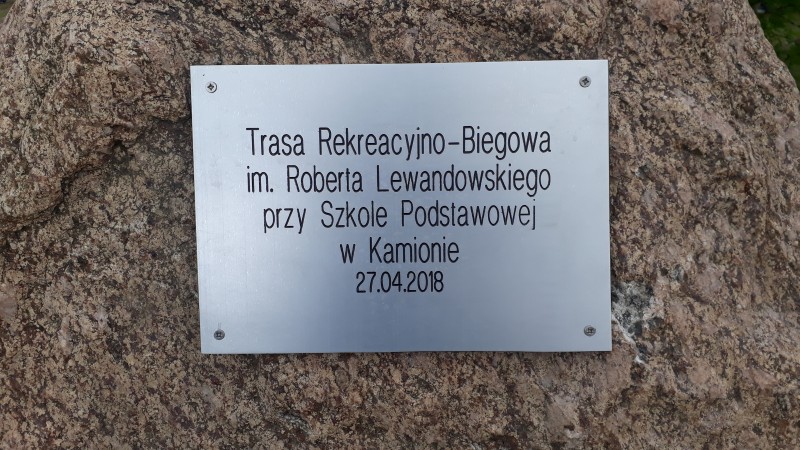 Trasa Rekreacyjno-Biegowa
im. Roberta Lewandowskiego
przy Szkole Podstawowej
w Kamionie
27.04.2018